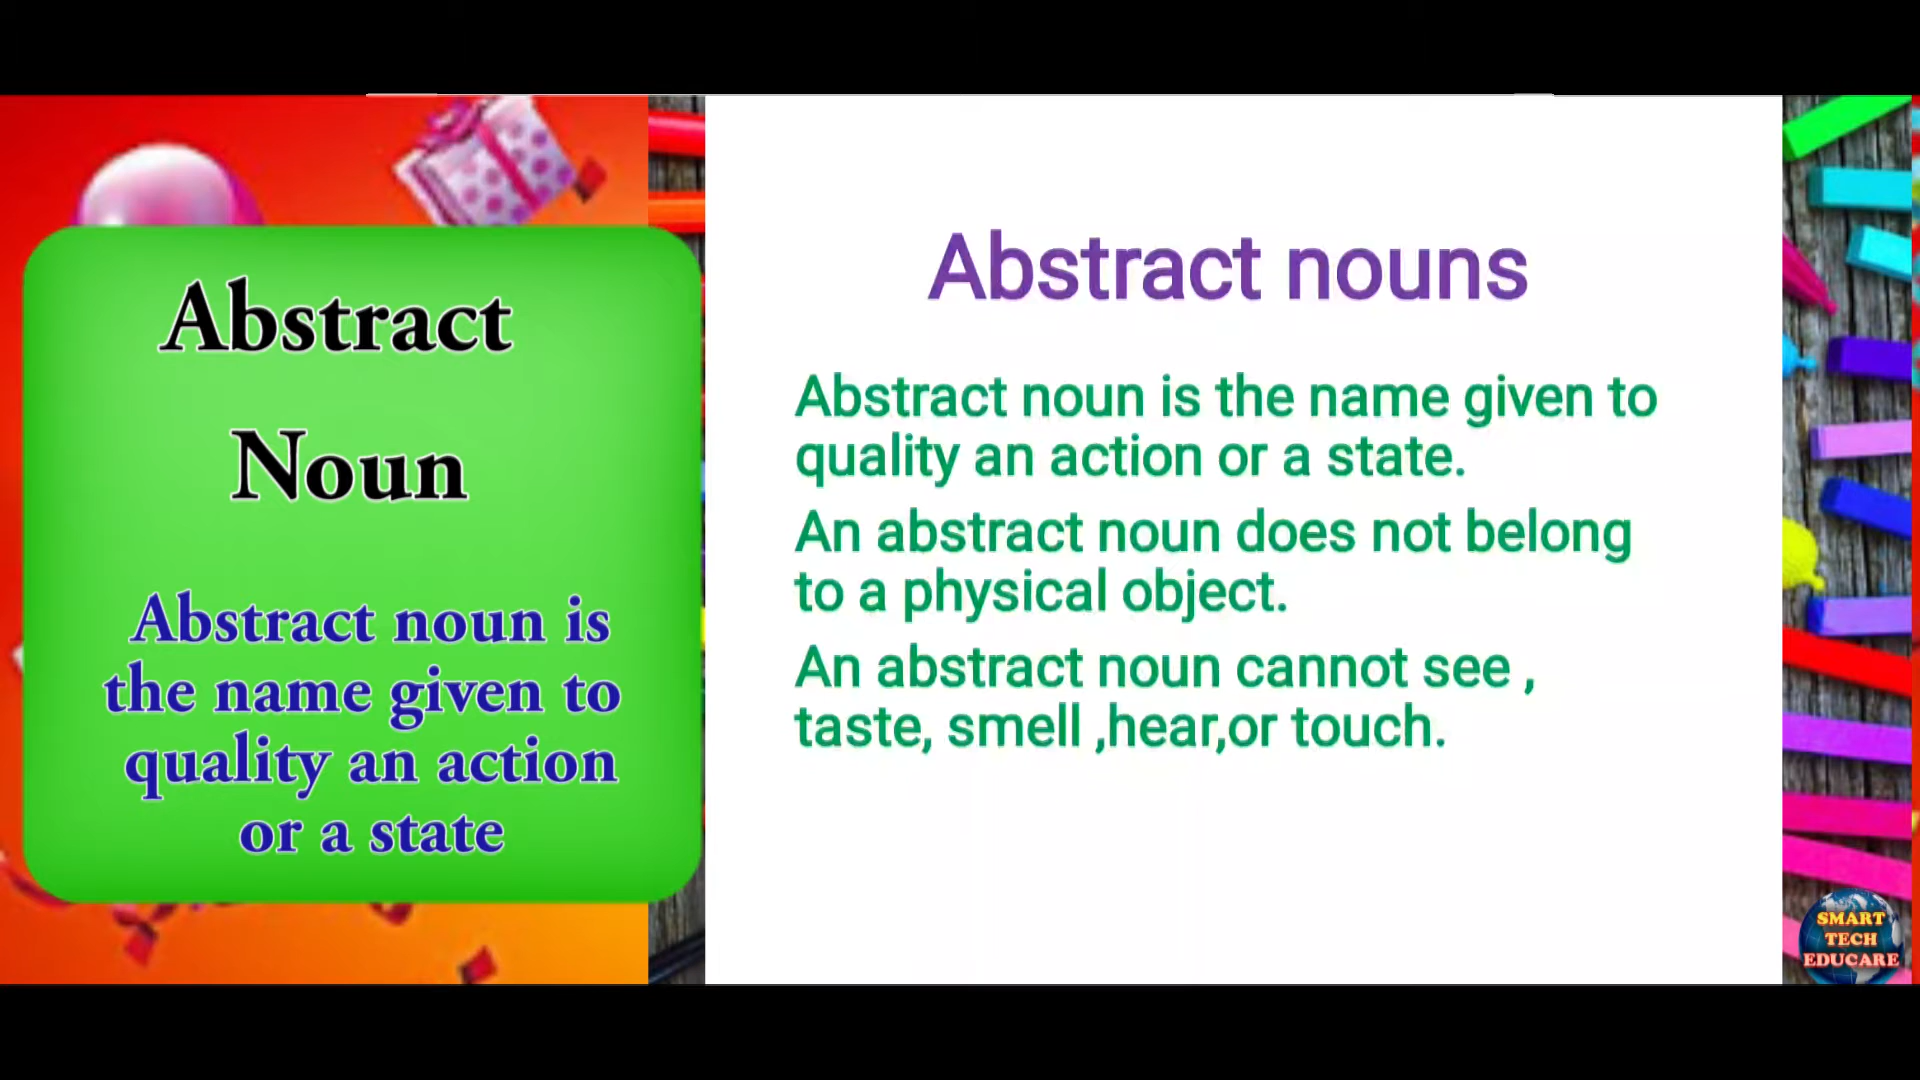 Abstract
Noun
Abstract noun is
the name given to
quality an action
or a state
Abstract nouns
Abstract noun is the name given to
quality an action or a state.
An abstract noun does not belong
to a physical object.
An abstract noun cannot see ,
taste, smell ,hear,or touch.
SMART
TECH
EDUCARE